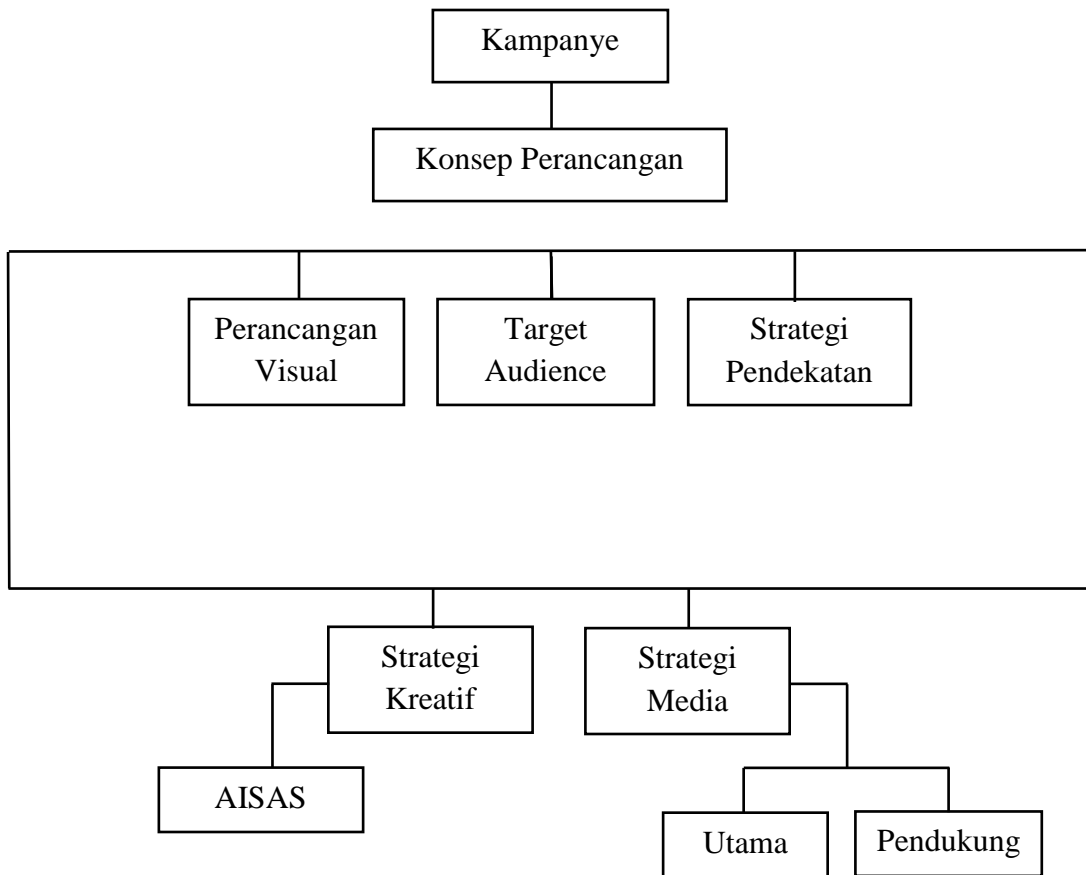 Kampanye
Konsep Perancangan
Perancangan
Visual
Target
Audience
Strategi
Pendekatan
Strategi
Kreatif
Strategi
Media
AISAS
Utama
Pendukung